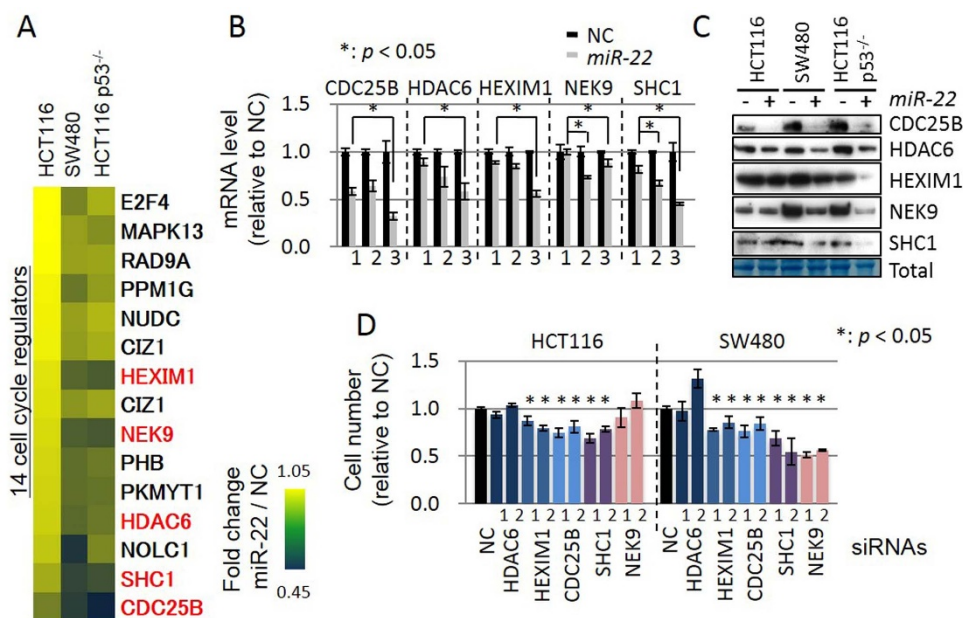 A
HCT116
SW480
HCT116 p53-/-
14 cell cycle regulators
E2F4
MAPK13
RAD9A
PPM1G
NUDC
CIZ1
HEXIM1
CIZ1
NEK9
PHB
PKMYT1
HDAC6
NOLC1
SHC1
CDC25B
Fold change
miR-22 / NC
1.05
0.45
B
*: p < 0.05
NC
miR-22
CDC25B HDAC6 HEXIM1 NEK9 SHC1
mRNA level
(relative to NC)
1.5
1.0
0.5
0.0
* * * * *
* *
1 2 3 1 2 3 1 2 3 1 2 3 1 2 3
C
HCT116
SW480
HCT116
p53-/-
- + - + - + miR-22
CDC25B
HDAC6
HEXIM1
NEK9
SHC1
Total
D
HCT116 SW480
*: p < 0.05
Cell number
(relative to NC)
1.5
1.0
0.5
0.0
* * * * * * * * * * * * * *
1 2 1 2 1 2 1 2 1 2 1 2 1 2 1 2 1 2 1 2
NC
HDAC6
HEXIM1
CDC25B
SHC1
NEK9
NC
HDAC6
HEXIM1
CDC25B
SHC1
NEK9
siRNAs